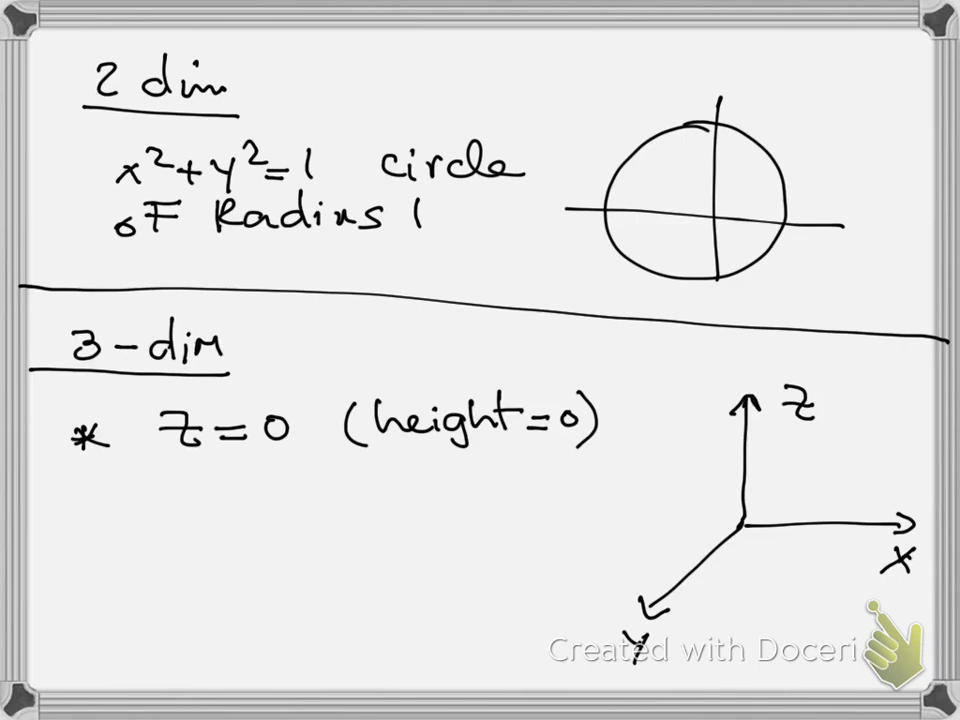 2 dim
x²+y²=1 circle
of Radius 1
3-dim
* z=0 (height=0)
z
x
y
Created with Doceri